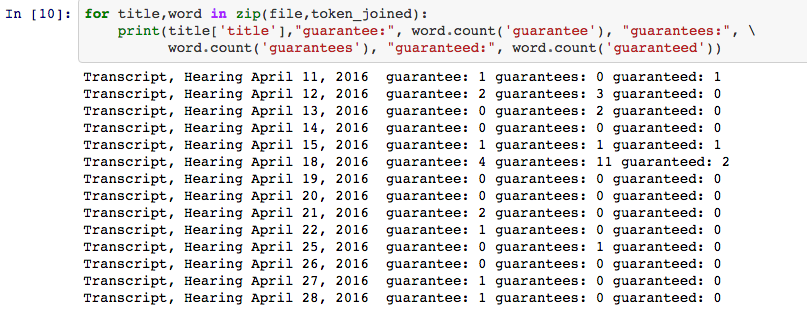 In [10]: for title,word in zip(file,token_joined):
print(title['title'],"guarantee:", word.count('guarantee'), "guarantees:", \
word.count('guarantees'), "guaranteed:", word.count('guaranteed'))
Transcript, Hearing April 11, 2016  guarantee: 1 guarantees: 0 guaranteed: 1
Transcript, Hearing April 12, 2016  guarantee: 2 guarantees: 3 guaranteed: 0
Transcript, Hearing April 13, 2016  guarantee: 0 guarantees: 2 guaranteed: 0
Transcript, Hearing April 14, 2016  guarantee: 0 guarantees: 0 guaranteed: 0
Transcript, Hearing April 15, 2016  guarantee: 1 guarantees: 1 guaranteed: 1
Transcript, Hearing April 18, 2016  guarantee: 4 guarantees: 11 guaranteed: 2
Transcript, Hearing April 19, 2016  guarantee: 0 guarantees: 0 guaranteed: 0
Transcript, Hearing April 20, 2016  guarantee: 0 guarantees: 0 guaranteed: 0
Transcript, Hearing April 21, 2016  guarantee: 2 guarantees: 0 guaranteed: 0
Transcript, Hearing April 22, 2016  guarantee: 1 guarantees: 0 guaranteed: 0
Transcript, Hearing April 25, 2016  guarantee: 0 guarantees: 1 guaranteed: 0
Transcript, Hearing April 26, 2016  guarantee: 0 guarantees: 0 guaranteed: 0
Transcript, Hearing April 27, 2016  guarantee: 1 guarantees: 0 guaranteed: 0
Transcript, Hearing April 28, 2016  guarantee: 1 guarantees: 0 guaranteed: 0